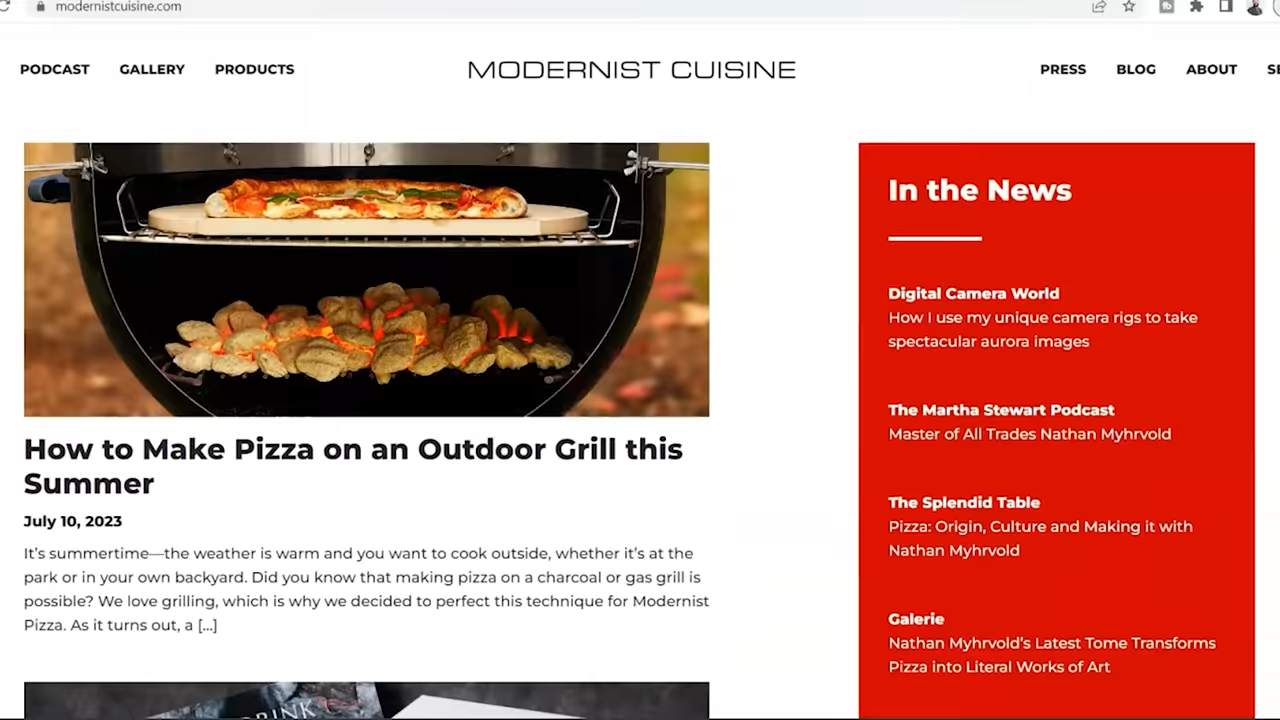 modernistcuisine.com
PODCAST GALLERY PRODUCTS
MODERNIST CUISINE
PRESS BLOG ABOUT
How to Make Pizza on an Outdoor Grill this
Summer
July 10, 2023
It's summertime—the weather is warm and you want to cook outside, whether it's at the
park or in your own backyard. Did you know that making pizza on a charcoal or gas grill is
possible? We love grilling, which is why we decided to perfect this technique for Modernist
Pizza. As it turns out, a [...]
In the News
Digital Camera World
How I use my unique camera rigs to take
spectacular aurora images
The Martha Stewart Podcast
Master of All Trades Nathan Myhrvold
The Splendid Table
Pizza: Origin, Culture and Making it with
Nathan Myhrvold
Galerie
Nathan Myhrvold's Latest Tome Transforms
Pizza into Literal Works of Art